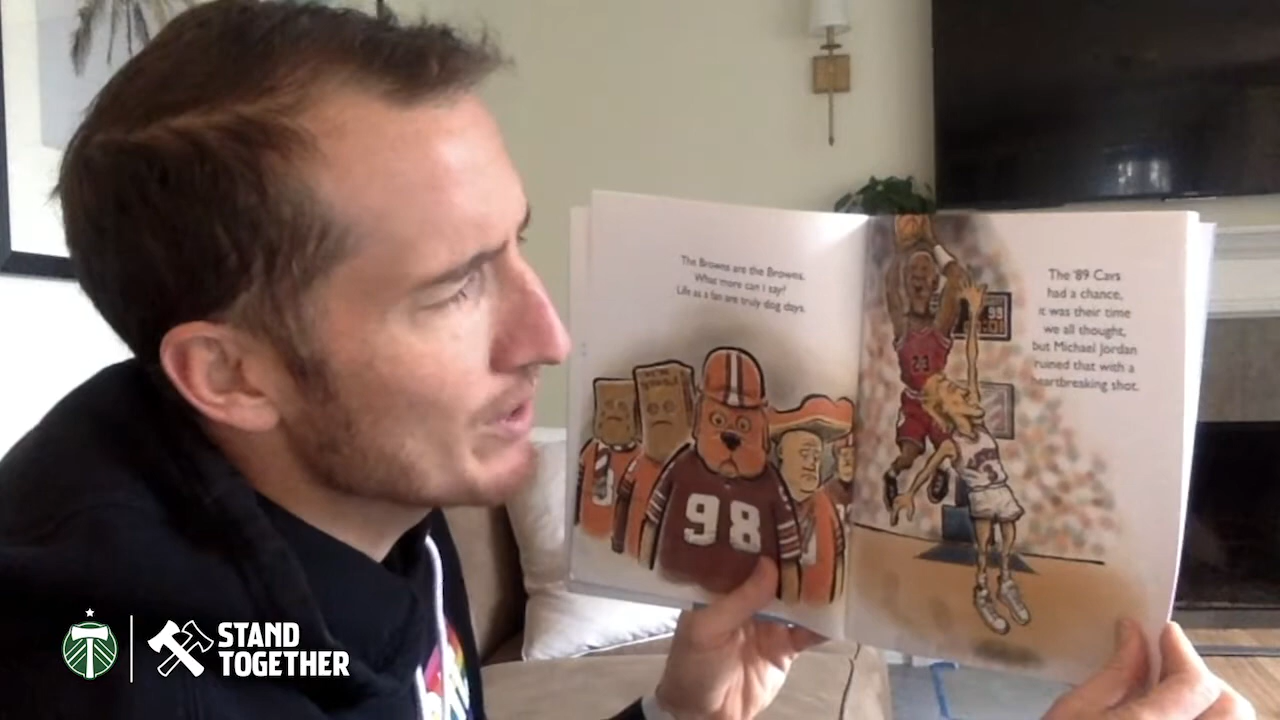 The Browns are the Browns.
What more can I say?
Life as a fan are truly dog days.
98
23
99
The '89 Cavs
had a chance,
it was their time
we all thought,
but Michael Jordan
ruined that with a
heartbreaking shot.
3
STAND
TOGETHER